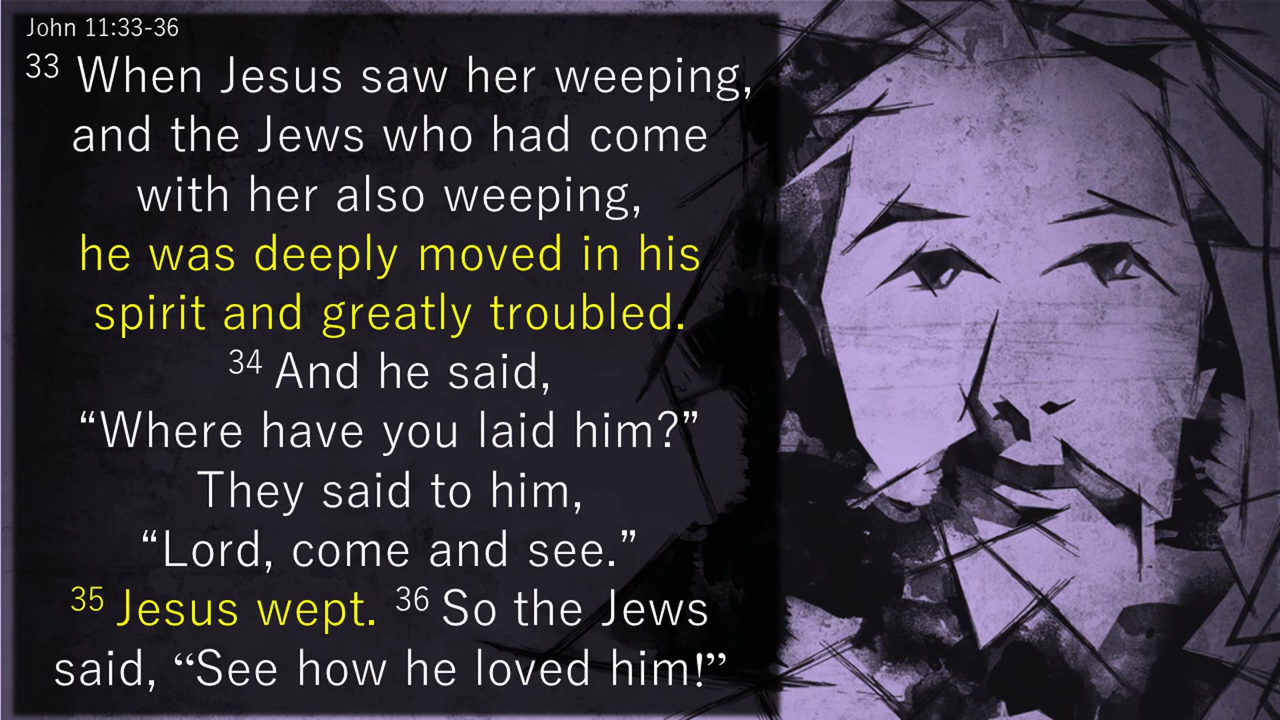 John 11:33-36
33 When Jesus saw her weeping,
and the Jews who had come
with her also weeping,
he was deeply moved in his
spirit and greatly troubled.
34 And he said,
“Where have you laid him?”
They said to him,
“Lord, come and see.”
35 Jesus wept. 36 So the Jews
said, “See how he loved him!”